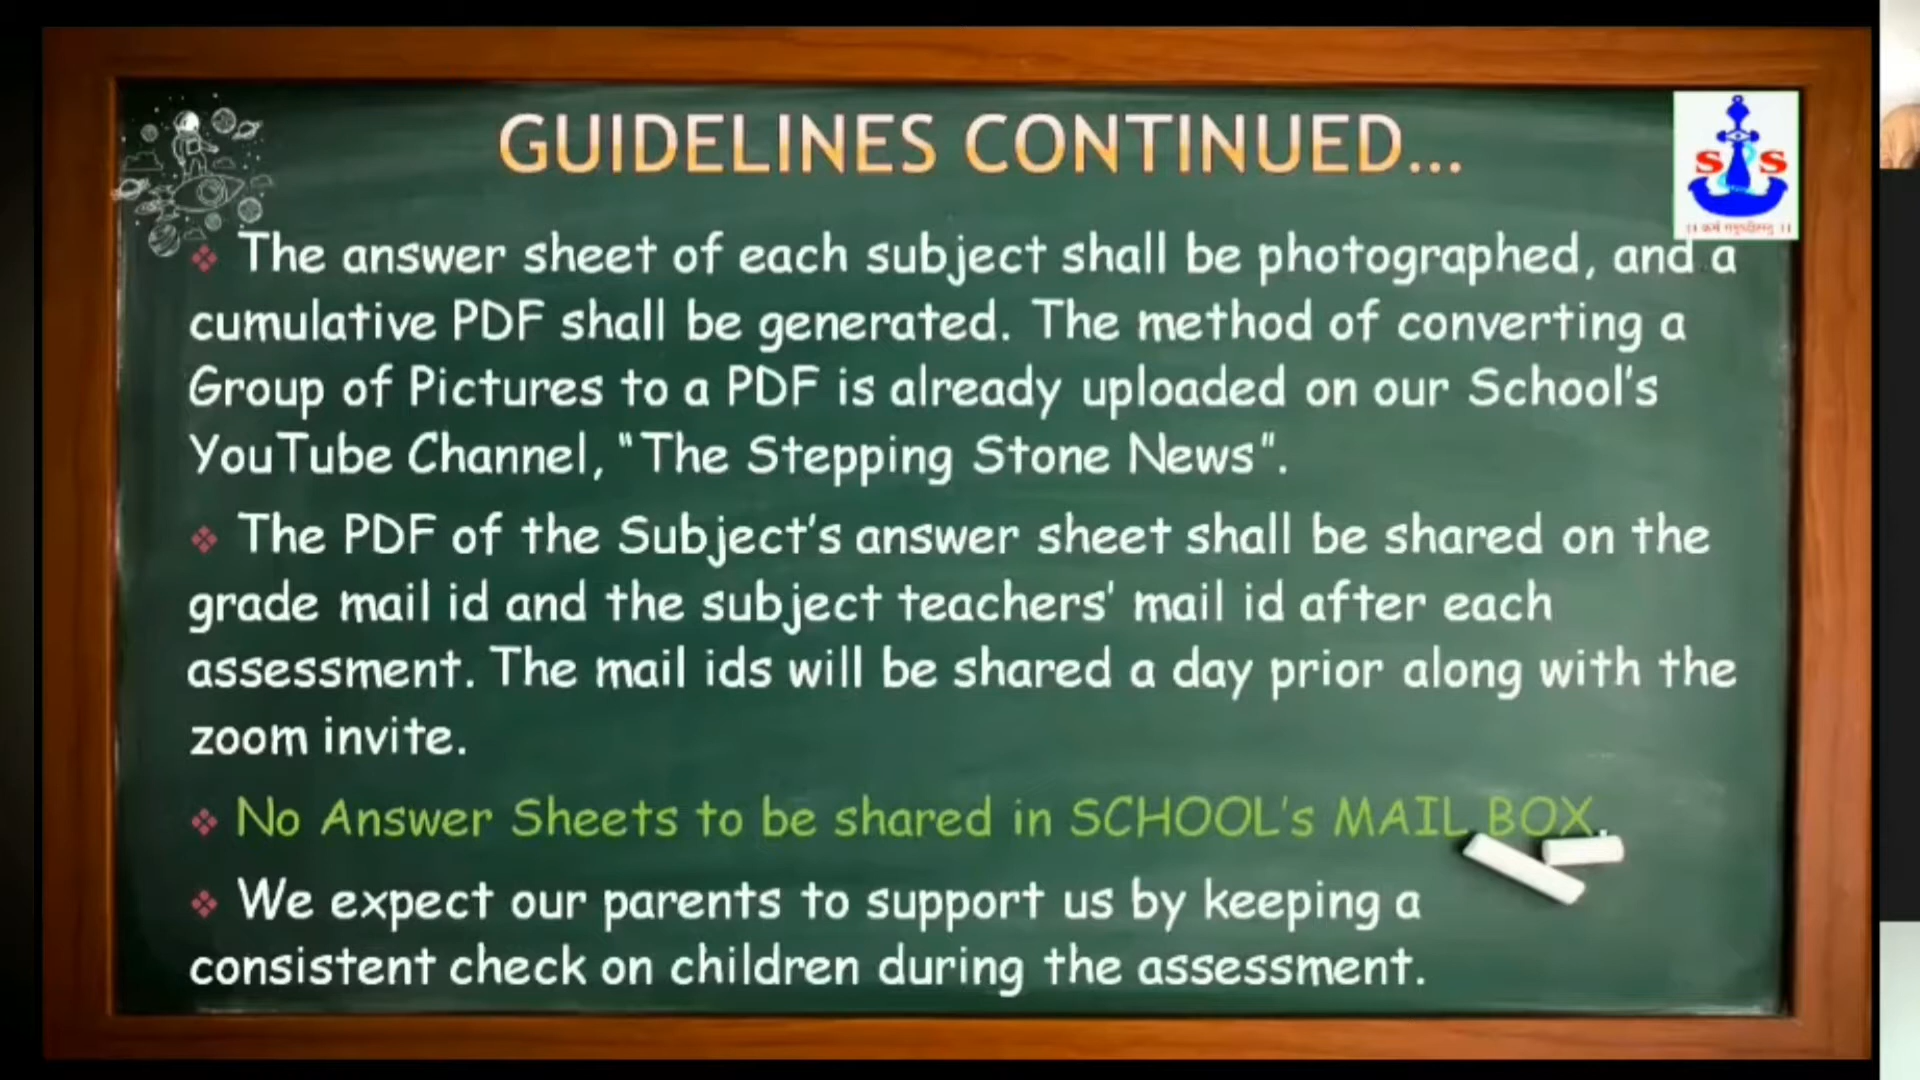 GUIDELINES CONTINUED...
S S
❖ The answer sheet of each subject shall be photographed, and a
cumulative PDF shall be generated. The method of converting a
Group of Pictures to a PDF is already uploaded on our School's
YouTube Channel, "The Stepping Stone News".
❖ The PDF of the Subject's answer sheet shall be shared on the
grade mail id and the subject teachers' mail id after each
assessment. The mail ids will be shared a day prior along with the
zoom invite.
❖ No Answer Sheets to be shared in SCHOOL's MAIL BOX.
❖ We expect our parents to support us by keeping a
consistent check on children during the assessment.